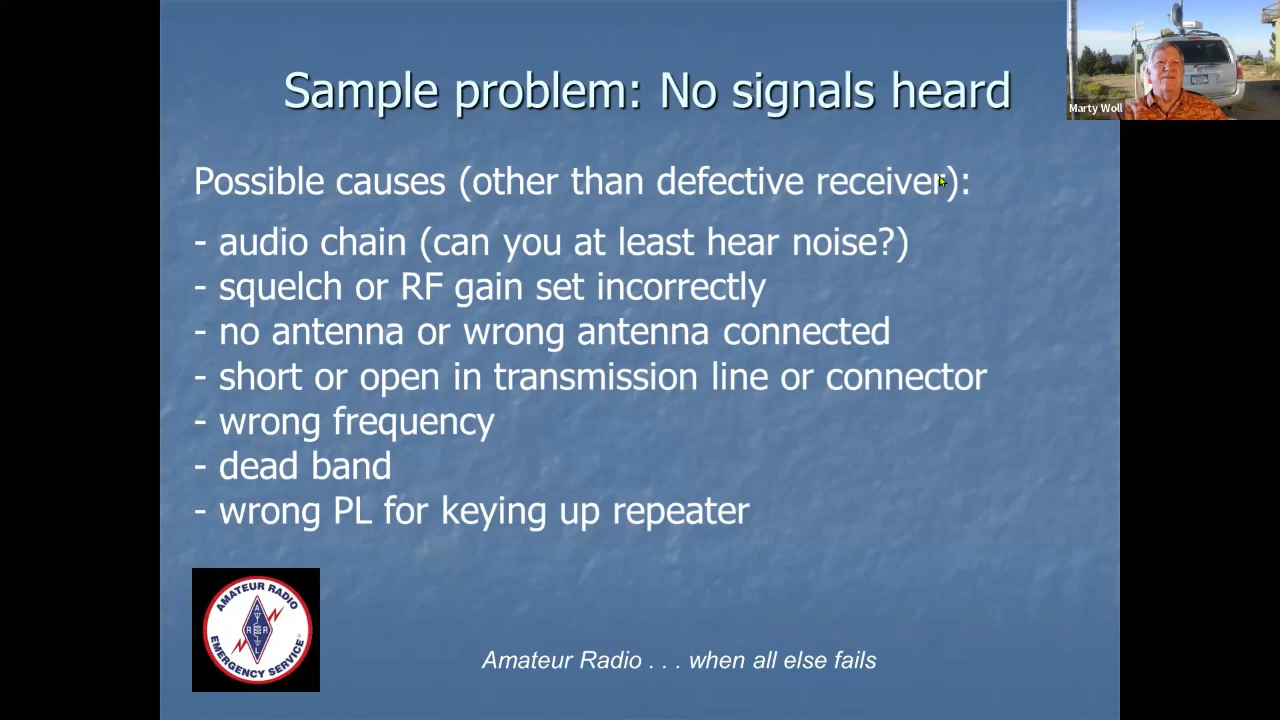 Sample problem: No signals heard
Marty Woll
Possible causes (other than defective receiver):
- audio chain (can you at least hear noise?)
- squelch or RF gain set incorrectly
- no antenna or wrong antenna connected
- short or open in transmission line or connector
- wrong frequency
- dead band
- wrong PL for keying up repeater
AMATEUR RADIO
A
R R
L
EMERGENCY SERVICE
Amateur Radio . . . when all else fails